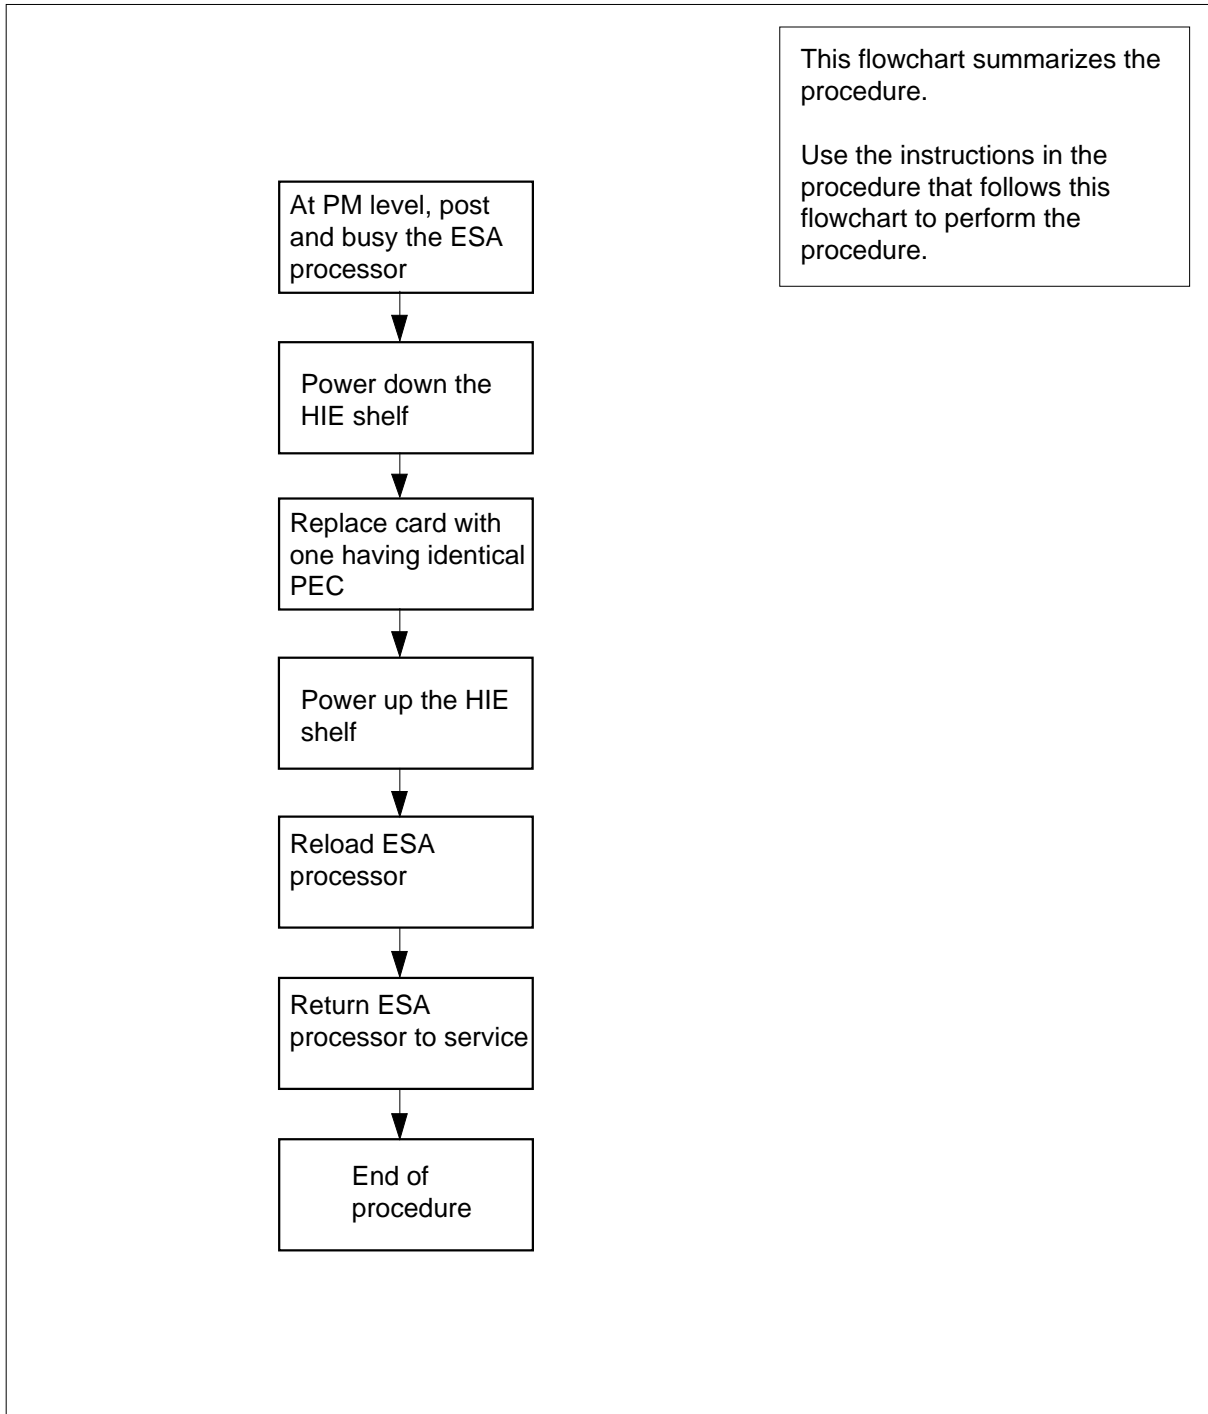 This flowchart summarizes the
procedure.
Use the instructions in the
procedure that follows this
flowchart to perform the
procedure.
At PM level, post
and busy the ESA
processor
Power down the
HIE shelf
Replace card with
one having identical
PEC
Power up the HIE
shelf
Reload ESA
processor
Return ESA
processor to service
End of
procedure